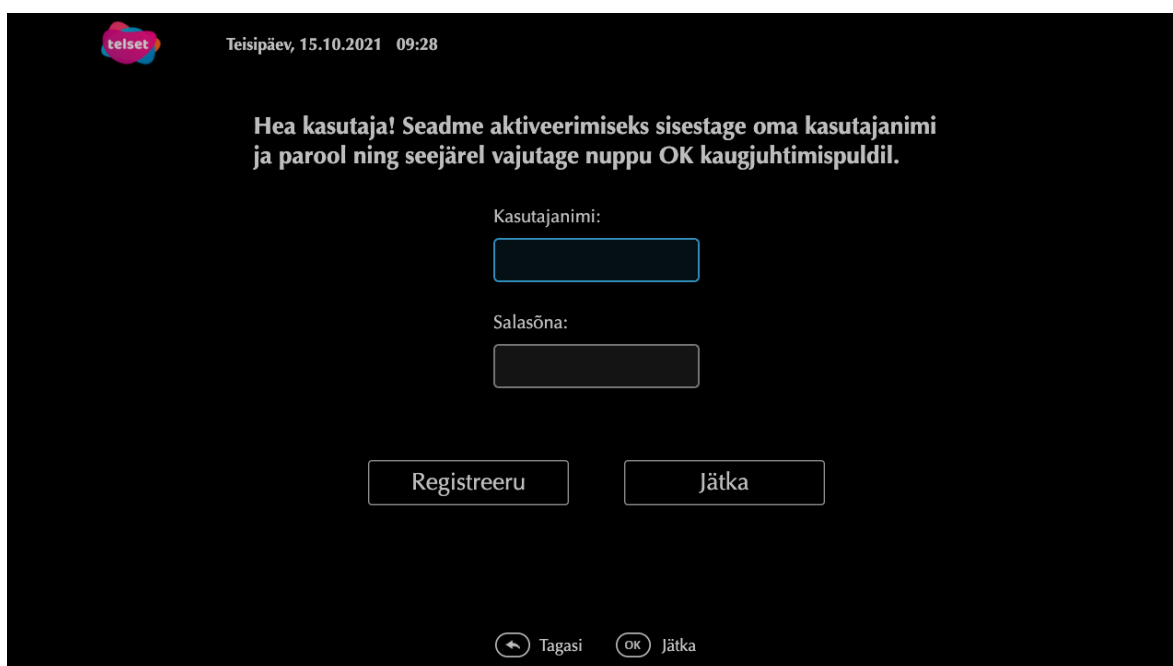 telset
Teisipäev, 15.10.2021 09:28
Hea kasutaja! Seadme aktiveerimiseks sisestage oma kasutajanimi
ja parool ning seejärel vajutage nuppu OK kaugjuhtimispuldil.
Kasutajanimi:
Salasõna:
Registreeru
Jätka
Tagasi
OK Jätka